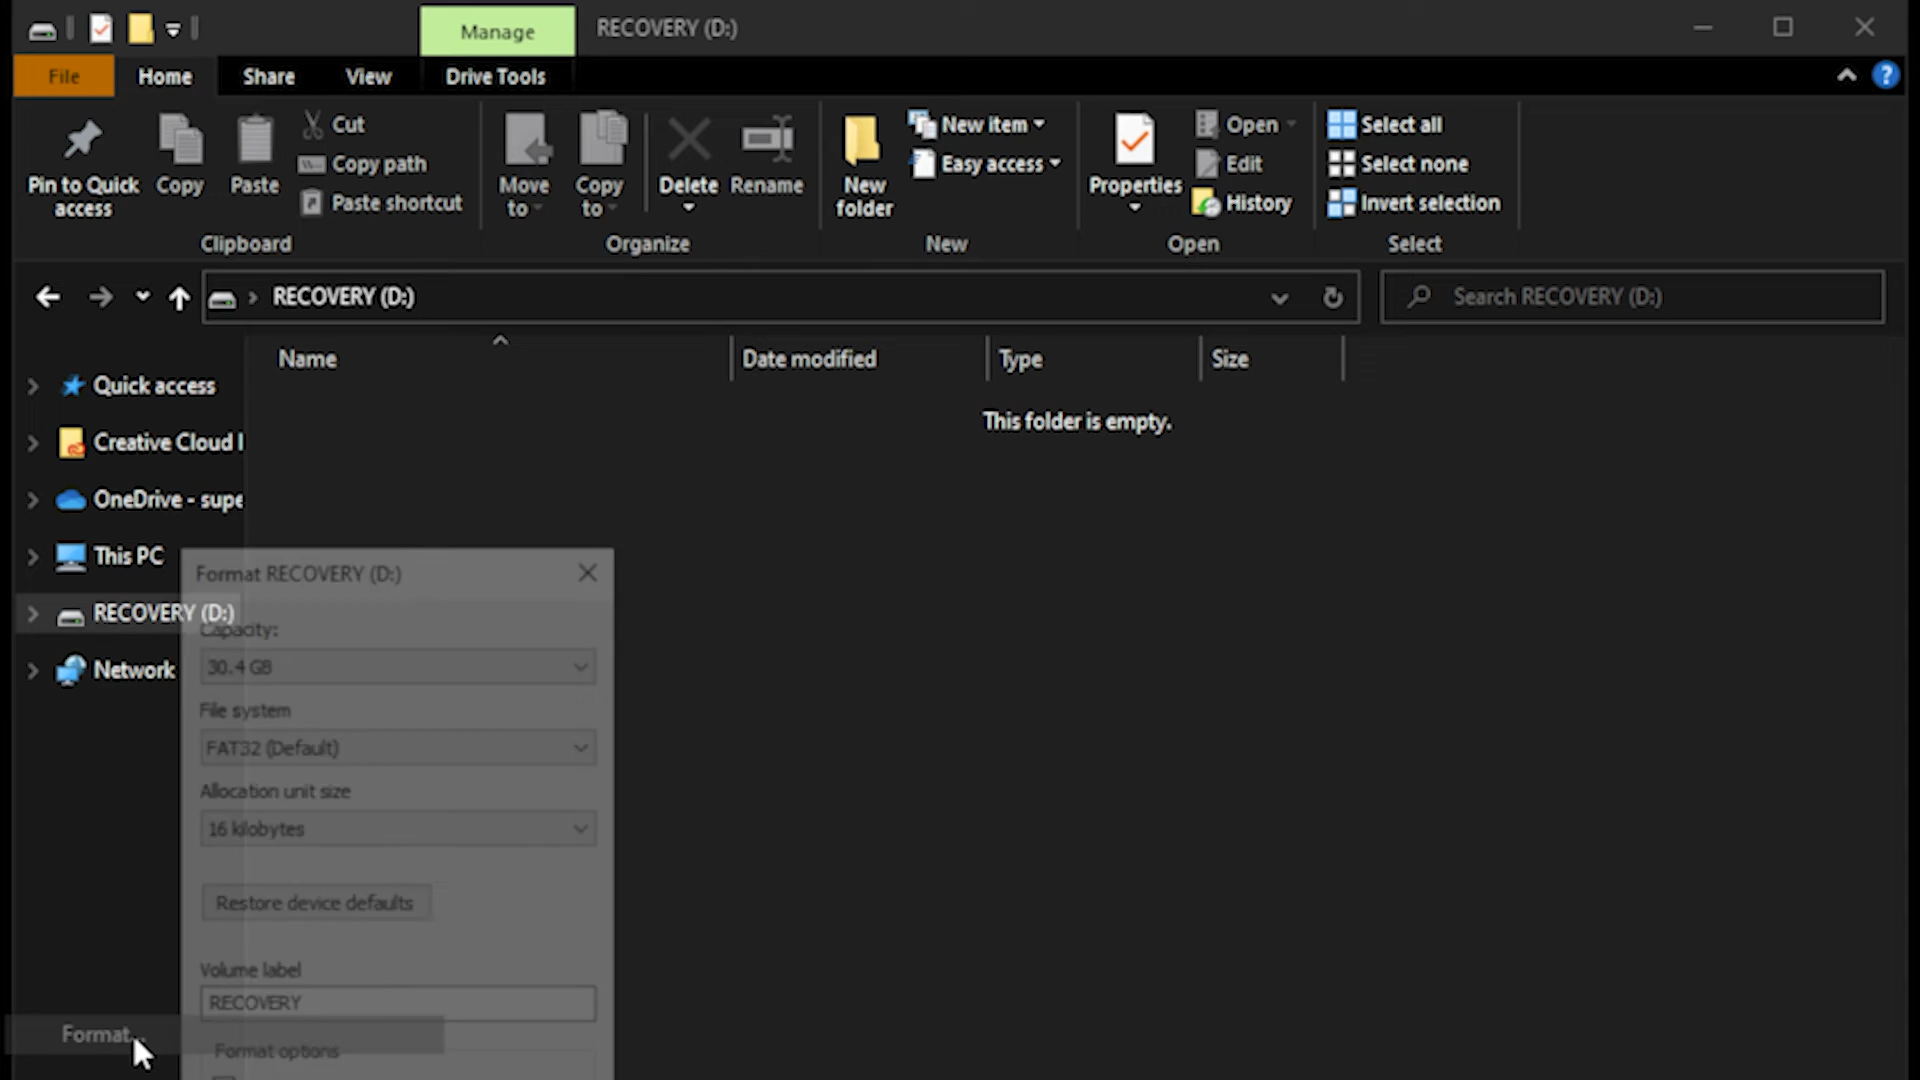 Manage
RECOVERY (D:)
File
Home
Share
View
Drive Tools
Pin to Quick
access
Copy
Paste
Cut
Copy path
Paste shortcut
Clipboard
Move
to
Copy
to
Delete
Rename
Organize
New
folder
New item
Easy access
New
Properties
Open
Edit
History
Open
Select all
Select none
Invert selection
Select
RECOVERY (D:)
Search RECOVERY (D:)
Name
Date modified
Type
Size
This folder is empty.
Quick access
Creative Cloud
OneDrive - supe
This PC
RECOVERY (D:)
Network
Format RECOVERY (D:)
Capacity:
30.4 GB
File system
FAT32 (Default)
Allocation unit size
16 kilobytes
Restore device defaults
Volume label
RECOVERY
Format options
Format...